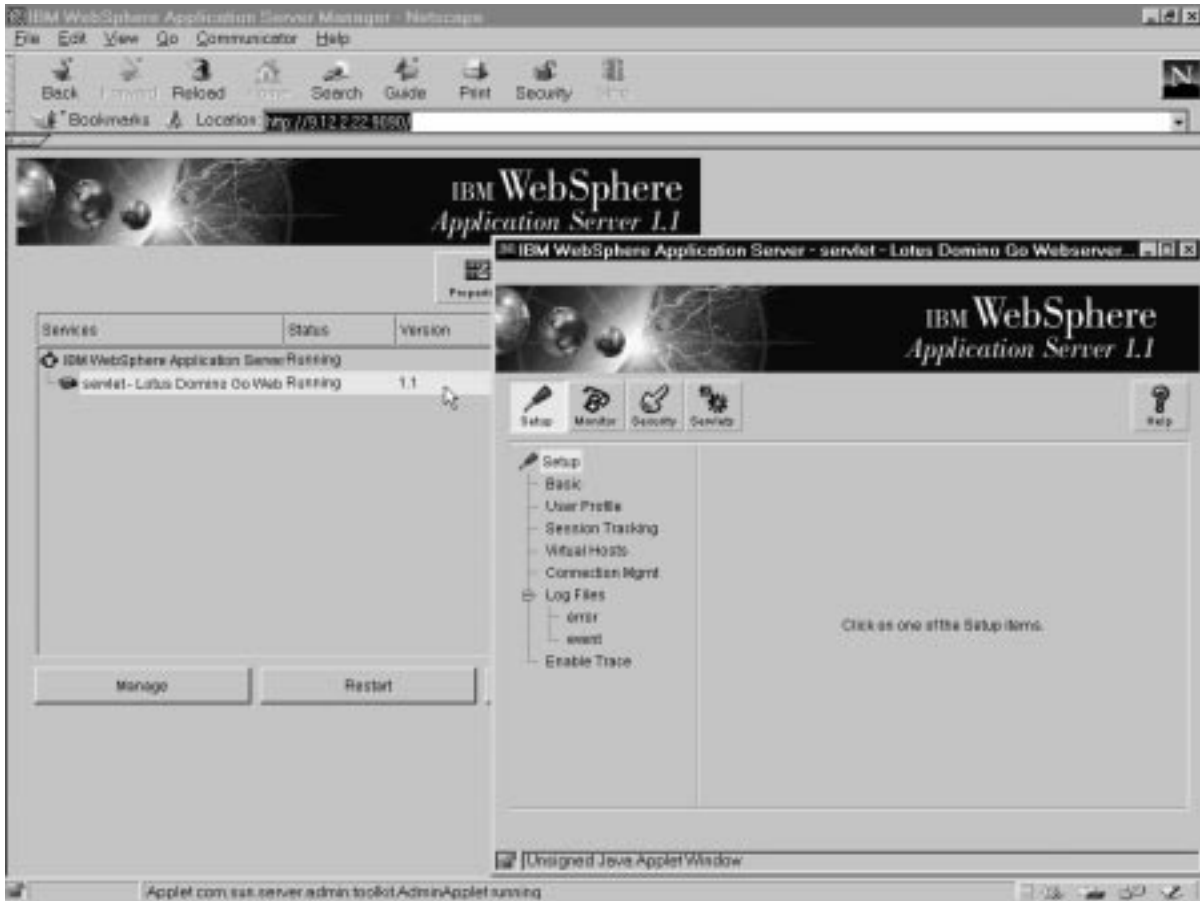 IBM WebSphere Application Server Manager - Netscape
File Edit View Go Communicator Help
Back Forward Reload Home Search Guide Print Security Stop
Bookmarks Location http://9.12.2.22:9090/
IBM WebSphere
Application Server 1.1
Properti
Services Status Version
IBM WebSphere Application Server Running
servlet - Lotus Domino Go Web Running 1.1
Manage Restart
IBM WebSphere Application Server - servlet - Lotus Domino Go Webserver...
IBM WebSphere
Application Server 1.1
Setup Monitor Security Servlets Help
Setup
Basic
User Profile
Session Tracking
Virtual Hosts
Connection Mgmt
Log Files
error
event
Enable Trace
Click on one of the Setup items.
Unsigned Java Applet Window
Applet com.sun.server.admin.toolkit.AdminApplet running